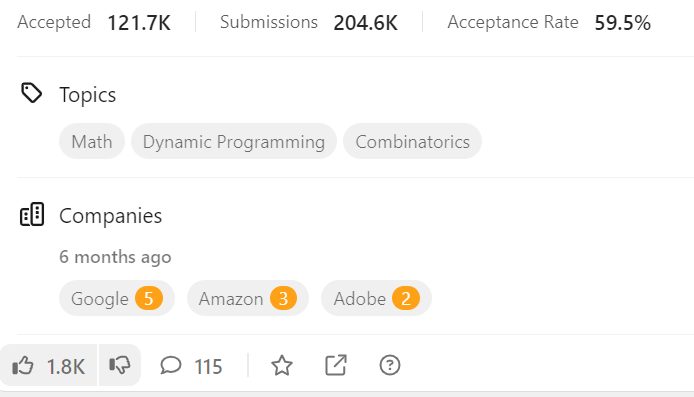 Accepted 121.7K Submissions 204.6K Acceptance Rate 59.5%
Topics
Math Dynamic Programming Combinatorics
Companies
6 months ago
Google 5 Amazon 3 Adobe 2
1.8K 115